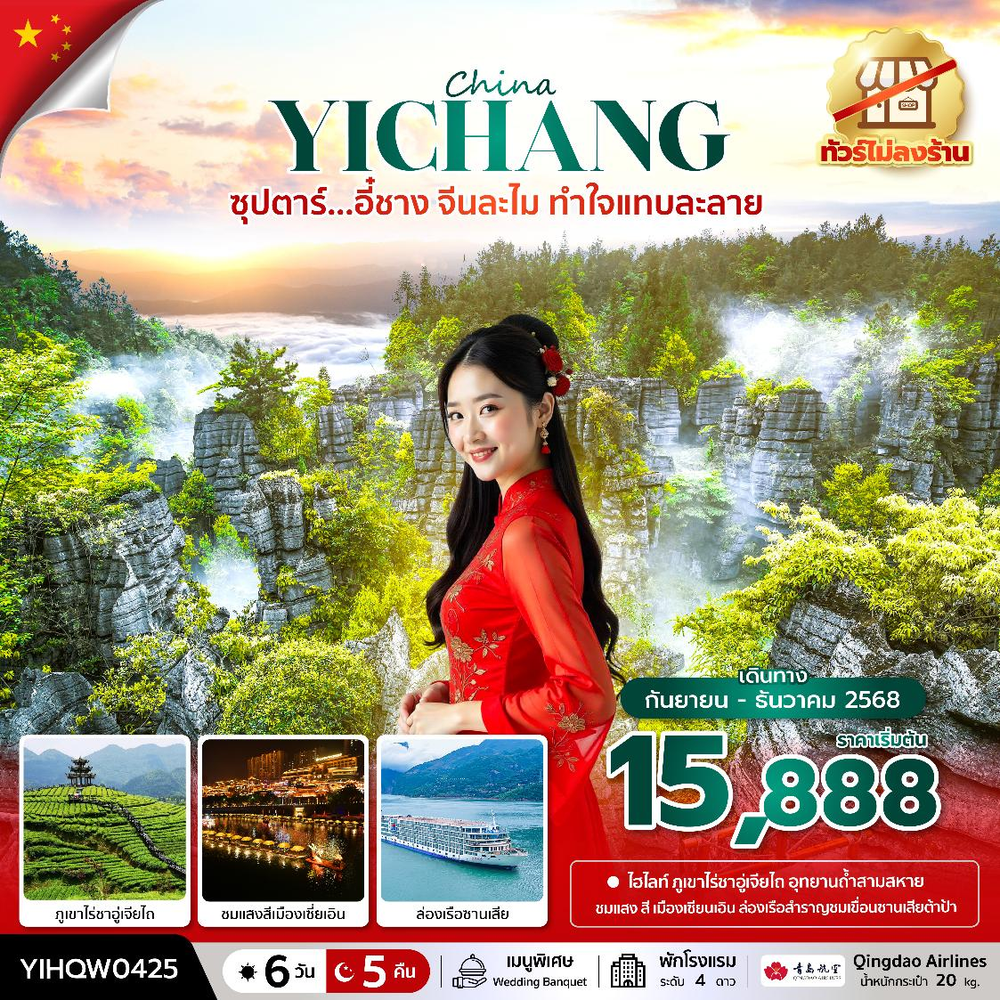 China
YICHANG
ซุปตาร์...อี๋ชาง จีนละไม ทำใจแทบละลาย
SHOP
ทัวร์ไม่ลงร้าน
เดินทาง
กันยายน - ธันวาคม 2568
ราคาเริ่มต้น
15,888
ภูเขาไร่ชาอู่เจียไถ
ชมแสงสีเมืองเซี่ยเอิน
ล่องเรือซานเสีย
● ไฮไลท์ ภูเขาไร่ชาอู่เจียไถ อุทยานถ้ำสามสหาย
ชมแสง สี เมืองเซียนเอิน ล่องเรือสำราญชมเขื่อนซานเสียต้าป้า
YIHQW0425
6 วัน 5 คืน
เมนูพิเศษ
Wedding Banquet
พักโรงแรม
ระดับ 4 ดาว
青岛航空
QINGDAO AIRLINES
Qingdao Airlines
น้ำหนักกระเป๋า 20 kg.